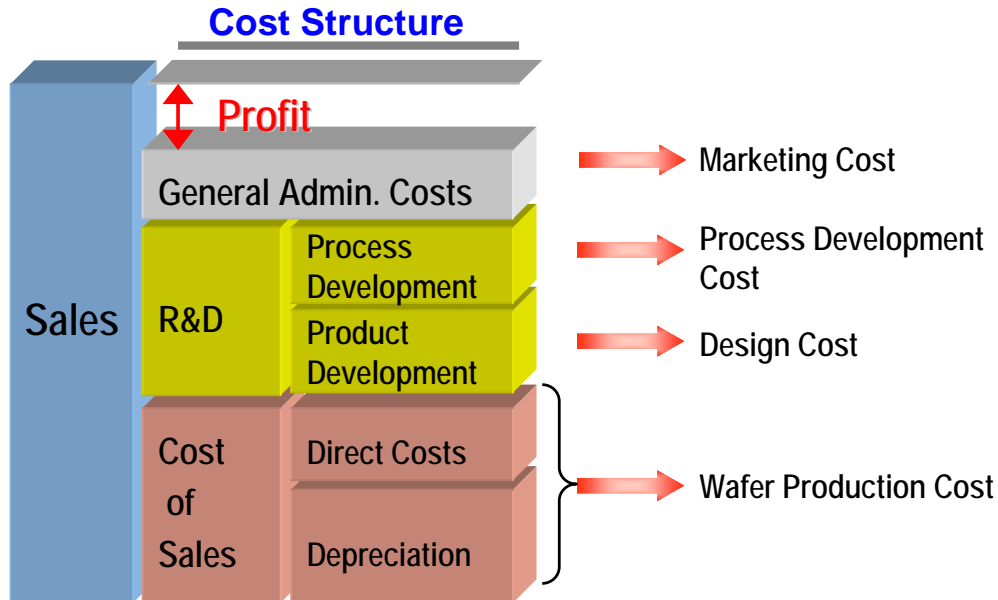 Cost Structure
Profit
General Admin. Costs
Marketing Cost
Sales
R&D
Process
Development
Process Development
Cost
Product
Development
Design Cost
Cost
of
Sales
Direct Costs
Depreciation
Wafer Production Cost